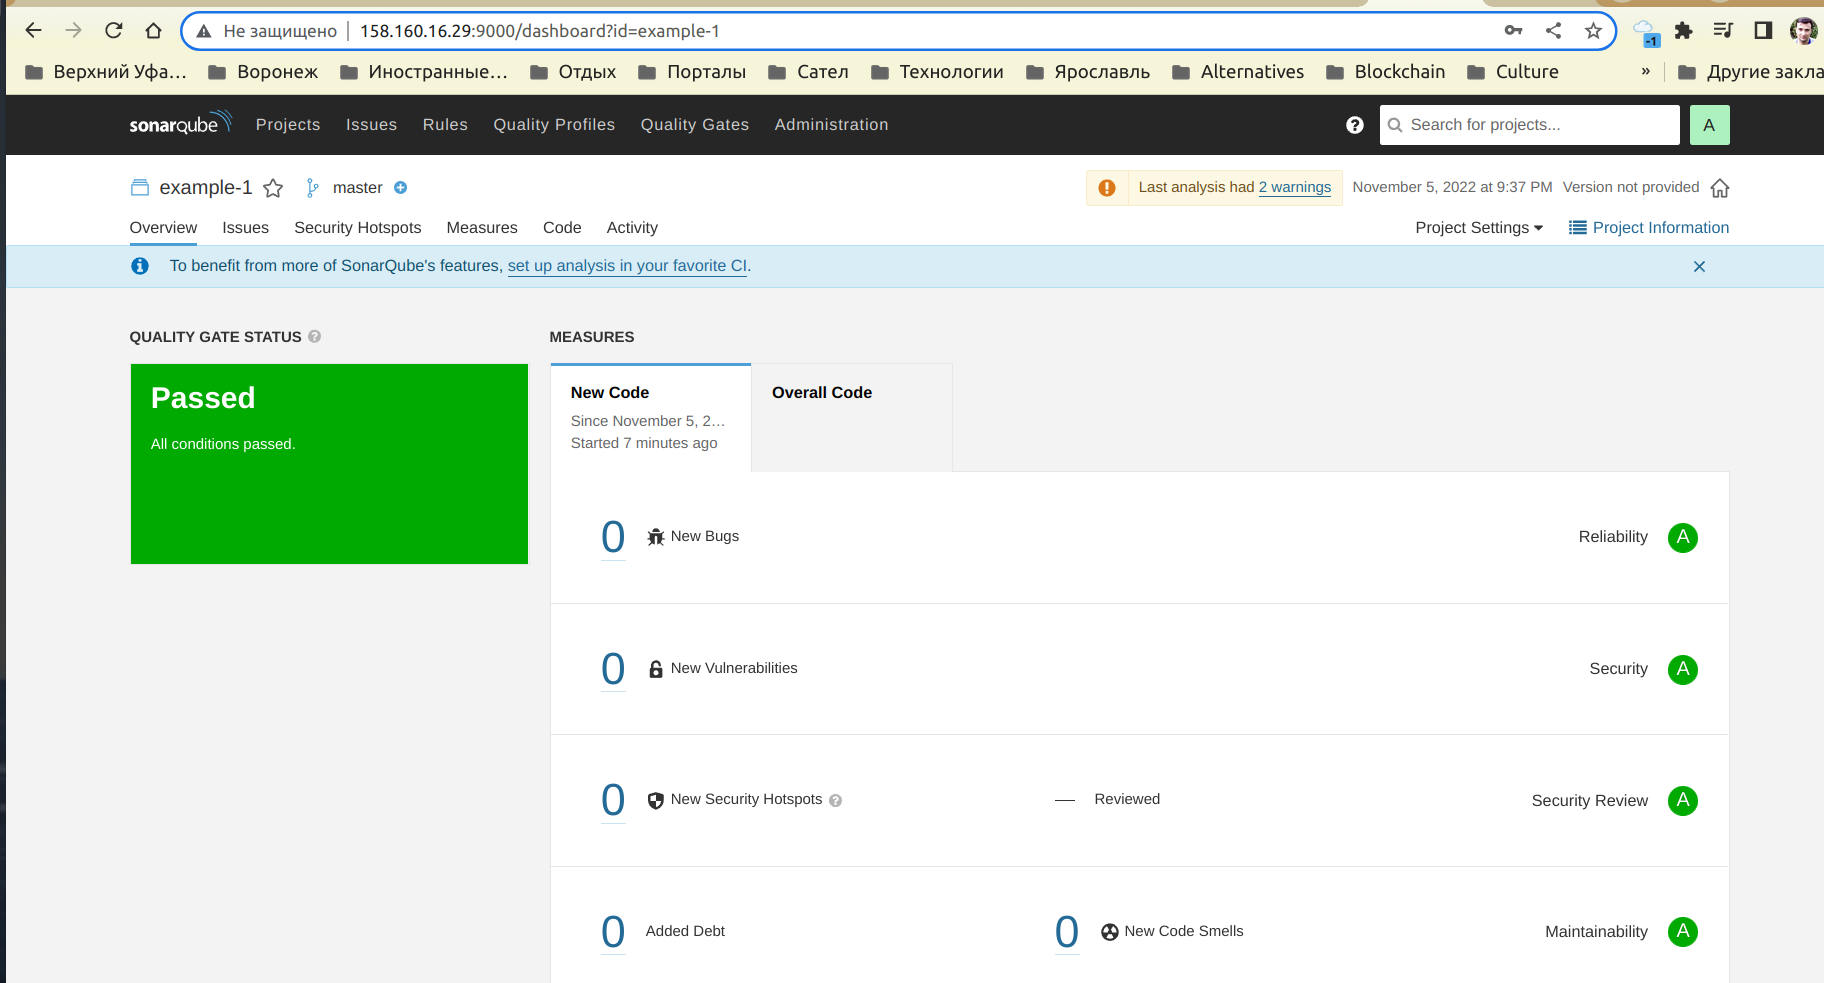 Не защищено | 158.160.16.29:9000/dashboard?id=example-1
-1
Верхний Уфа... Воронеж Иностранные... Отдых Порталы Сател Технологии Ярославль Alternatives Blockchain Culture » Другие закла
sonarqube Projects Issues Rules Quality Profiles Quality Gates Administration Search for projects... A
example-1 master Last analysis had 2 warnings November 5, 2022 at 9:37 PM Version not provided
Overview Issues Security Hotspots Measures Code Activity Project Settings Project Information
To benefit from more of SonarQube's features, set up analysis in your favorite CI.
QUALITY GATE STATUS
Passed
All conditions passed.
MEASURES
New Code
Since November 5, 2...
Started 7 minutes ago
Overall Code
0 New Bugs Reliability A
0 New Vulnerabilities Security A
0 New Security Hotspots — Reviewed Security Review A
0 Added Debt 0 New Code Smells Maintainability A